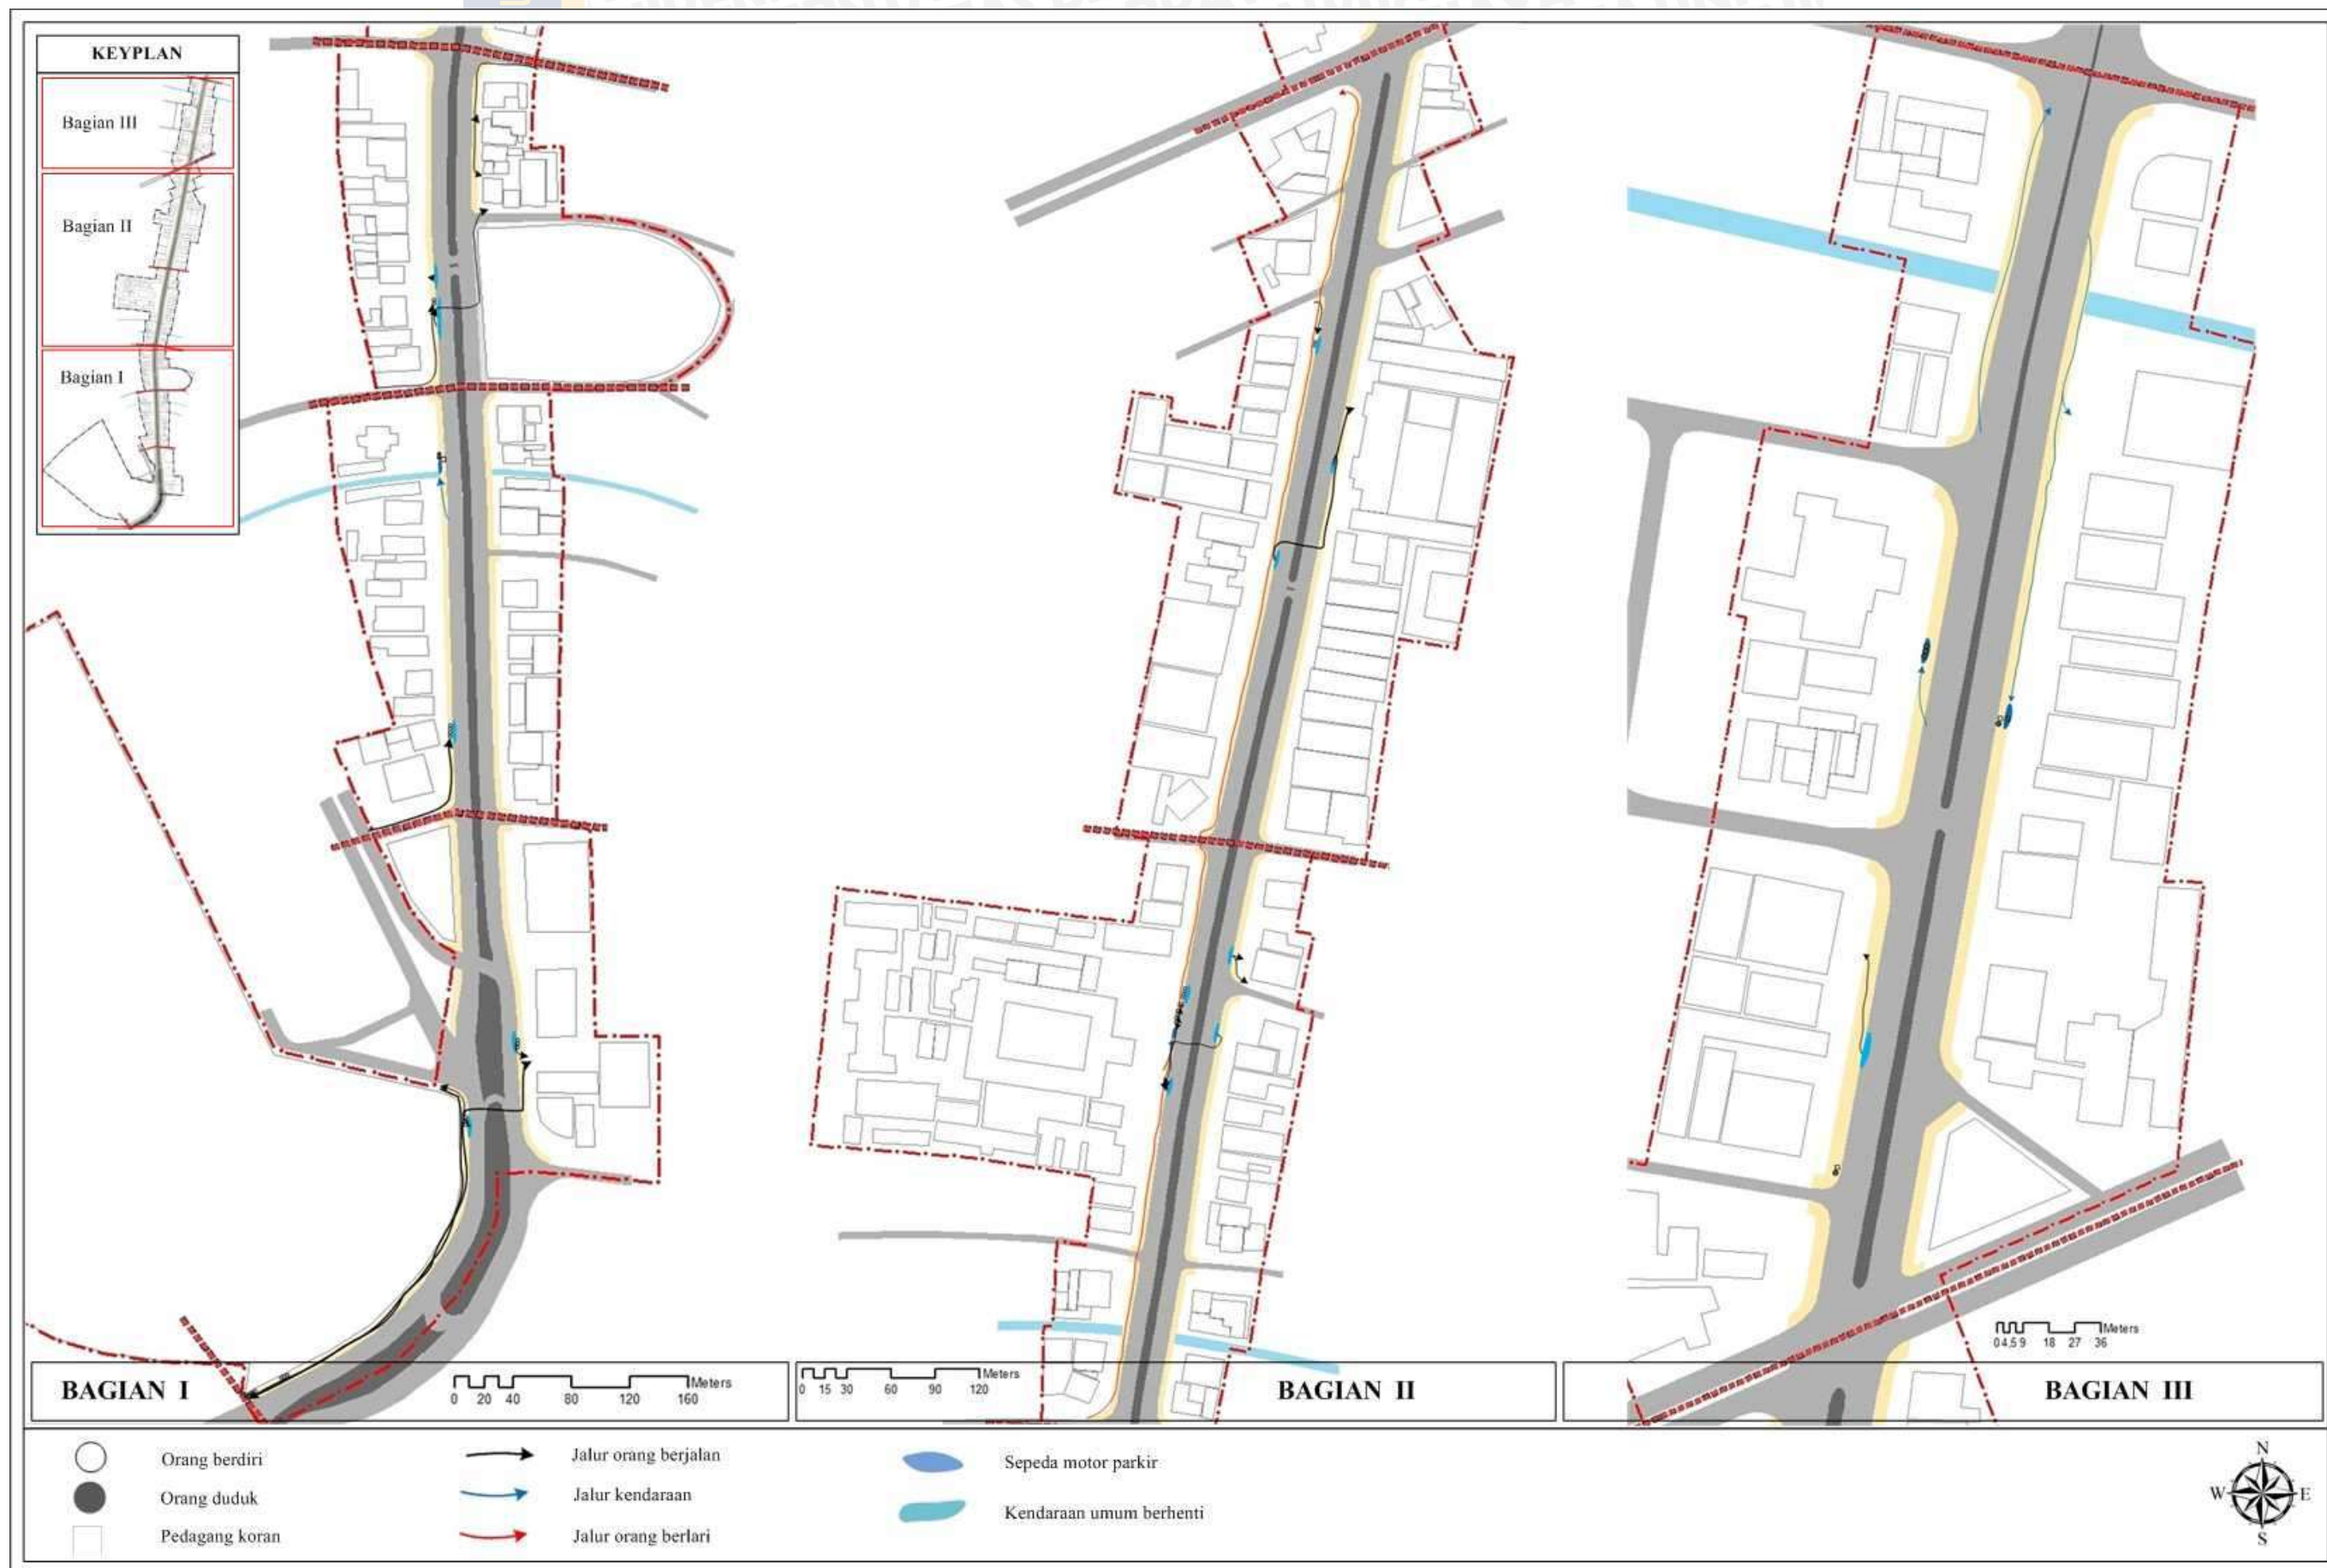 KEYPLAN
Bagian III
Bagian II
Bagian I
BAGIAN I
0 20 40 80 120 160
Meters
0 15 30 60 90 120
Meters
BAGIAN II
0 4,5 9 18 27 36
Meters
BAGIAN III
Orang berdiri
Orang duduk
Pedagang koran
Jalur orang berjalan
Jalur kendaraan
Jalur orang berlari
Sepeda motor parkir
Kendaraan umum berhenti
N
W E
S